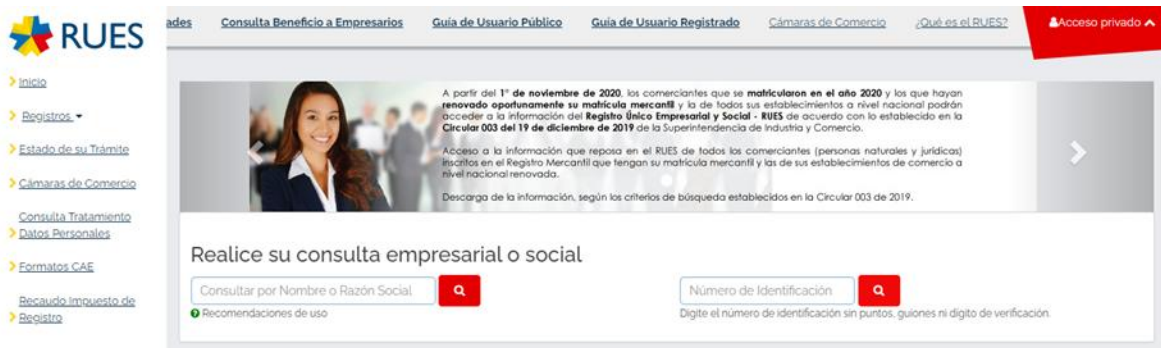 RUES
ades Consulta Beneficio a Empresarios Guía de Usuario Público Guía de Usuario Registrado Cámaras de Comercio ¿Qué es el RUES? Acceso privado
Inicio
Registros
Estado de su Trámite
Cámaras de Comercio
Consulta Tratamiento
Datos Personales
Formatos CAE
Recaudo Impuesto de
Registro
A partir del 1° de noviembre de 2020, los comerciantes que se matricularon en el año 2020 y los que hayan
renovado oportunamente su matrícula mercantil y la de todos sus establecimientos a nivel nacional podrán
acceder a la información del Registro Único Empresarial y Social - RUES de acuerdo con lo establecido en la
Circular 003 del 19 de diciembre de 2019 de la Superintendencia de Industria y Comercio.
Acceso a la información que reposa en el RUES de todos los comerciantes (personas naturales y jurídicas)
inscritos en el Registro Mercantil que tengan su matrícula mercantil y las de sus establecimientos de comercio a
nivel nacional renovada.
Descarga de la información, según los criterios de búsqueda establecidos en la Circular 003 de 2019.
Realice su consulta empresarial o social
Consultar por Nombre o Razón Social
Recomendaciones de uso
Número de Identificación
Digite el número de identificación sin puntos, guiones ni dígito de verificación.